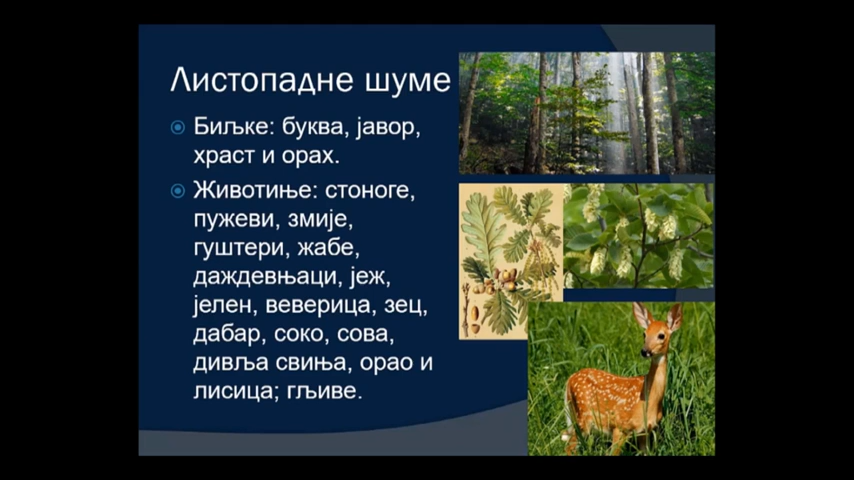 Листопадне шуме
Биљке: буква, јавор,
храст и орах.
Животиње: стоноге,
пужеви, змије,
гуштери, жабе,
даждевњаци, јеж,
јелен, веверица, зец,
дабар, соко, сова,
дивља свиња, орао и
лисица; гљиве.